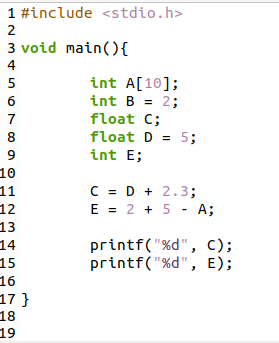 1 #include <stdio.h>
2
3 void main(){
4
5 int A[10];
6 int B = 2;
7 float C;
8 float D = 5;
9 int E;
10
11 C = D + 2.3;
12 E = 2 + 5 - A;
13
14 printf("%d", C);
15 printf("%d", E);
16
17 }
18
19